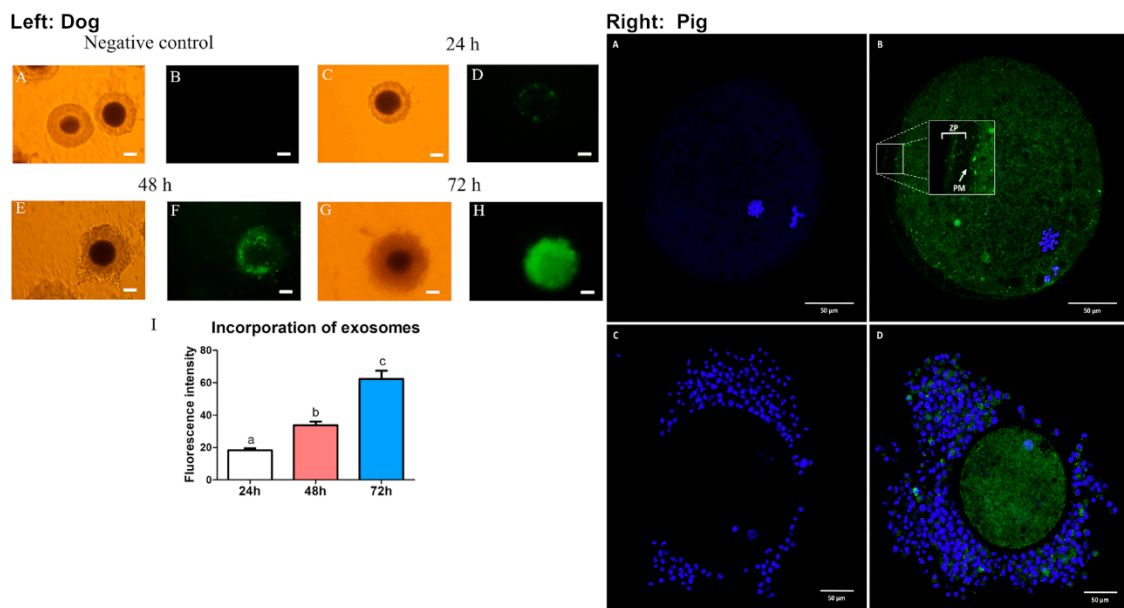 Left: Dog
Negative control
24 h
A
B
C
D
48 h
72 h
E
F
G
H
I
Incorporation of exosomes
Fluorescence intensity
80
60
40
20
0
a
b
c
24h
48h
72h
Right: Pig
A
50 µm
B
ZP
PM
50 µm
C
50 µm
D
50 µm